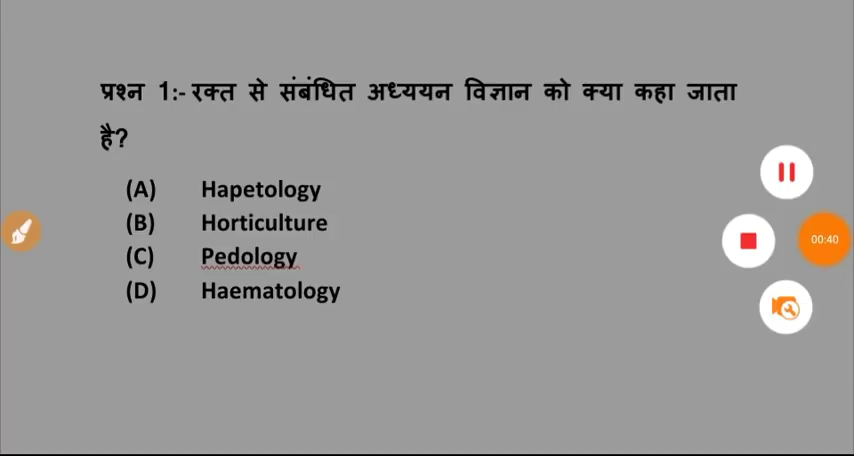 प्रश्न 1:- रक्त से संबंधित अध्ययन विज्ञान को क्या कहा जाता
है?
(A) Hapetology
(B) Horticulture
(C) Pedology
(D) Haematology
00:40